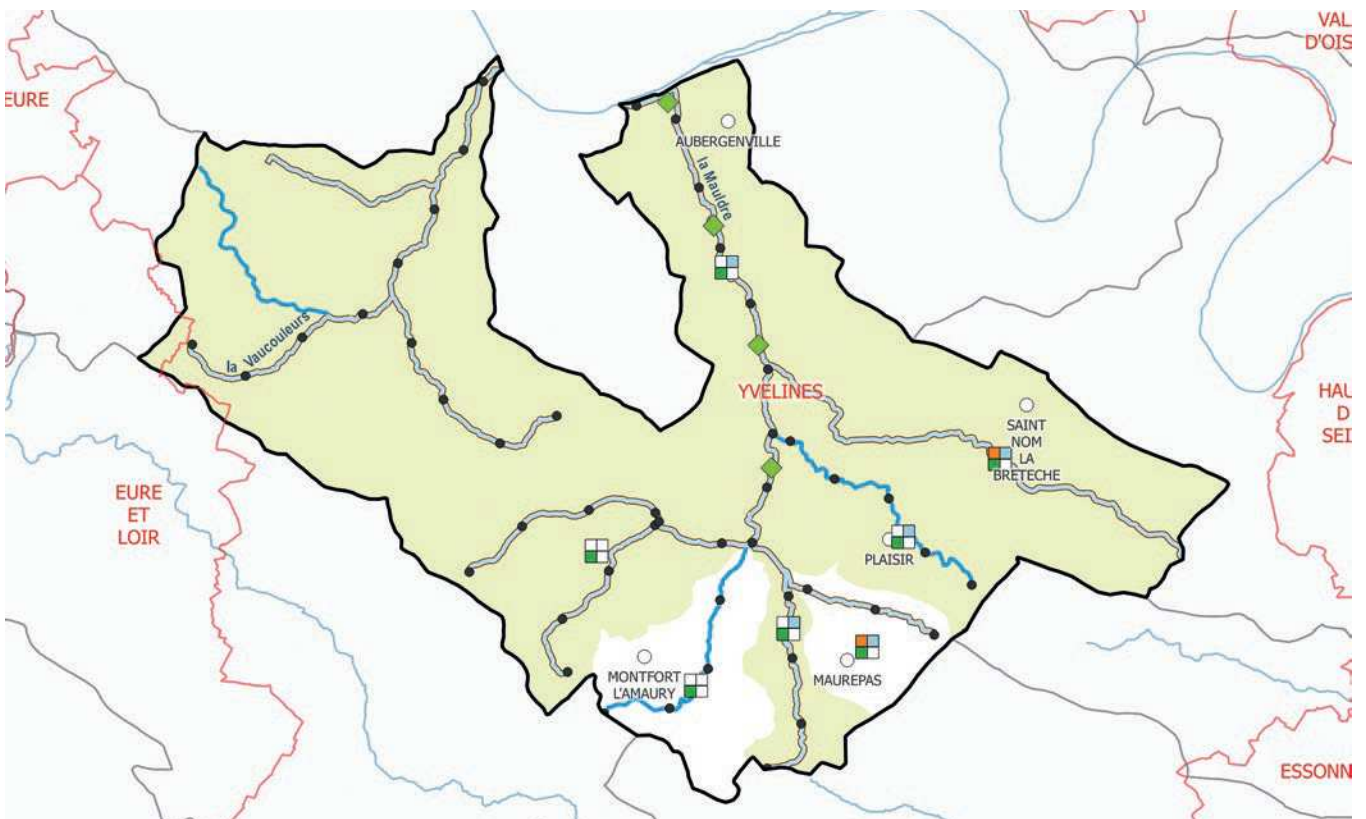 VAL
D'OIS
EURE
AUBERGENVILLE
la Mauldre
la Vaucouleurs
YVELINES
HAU
D
SEI
SAINT
NOM
LA
BRETECHE
EURE
ET
LOIR
PLAISIR
MONTFORT
L'AMAURY
MAUREPAS
ESSONN